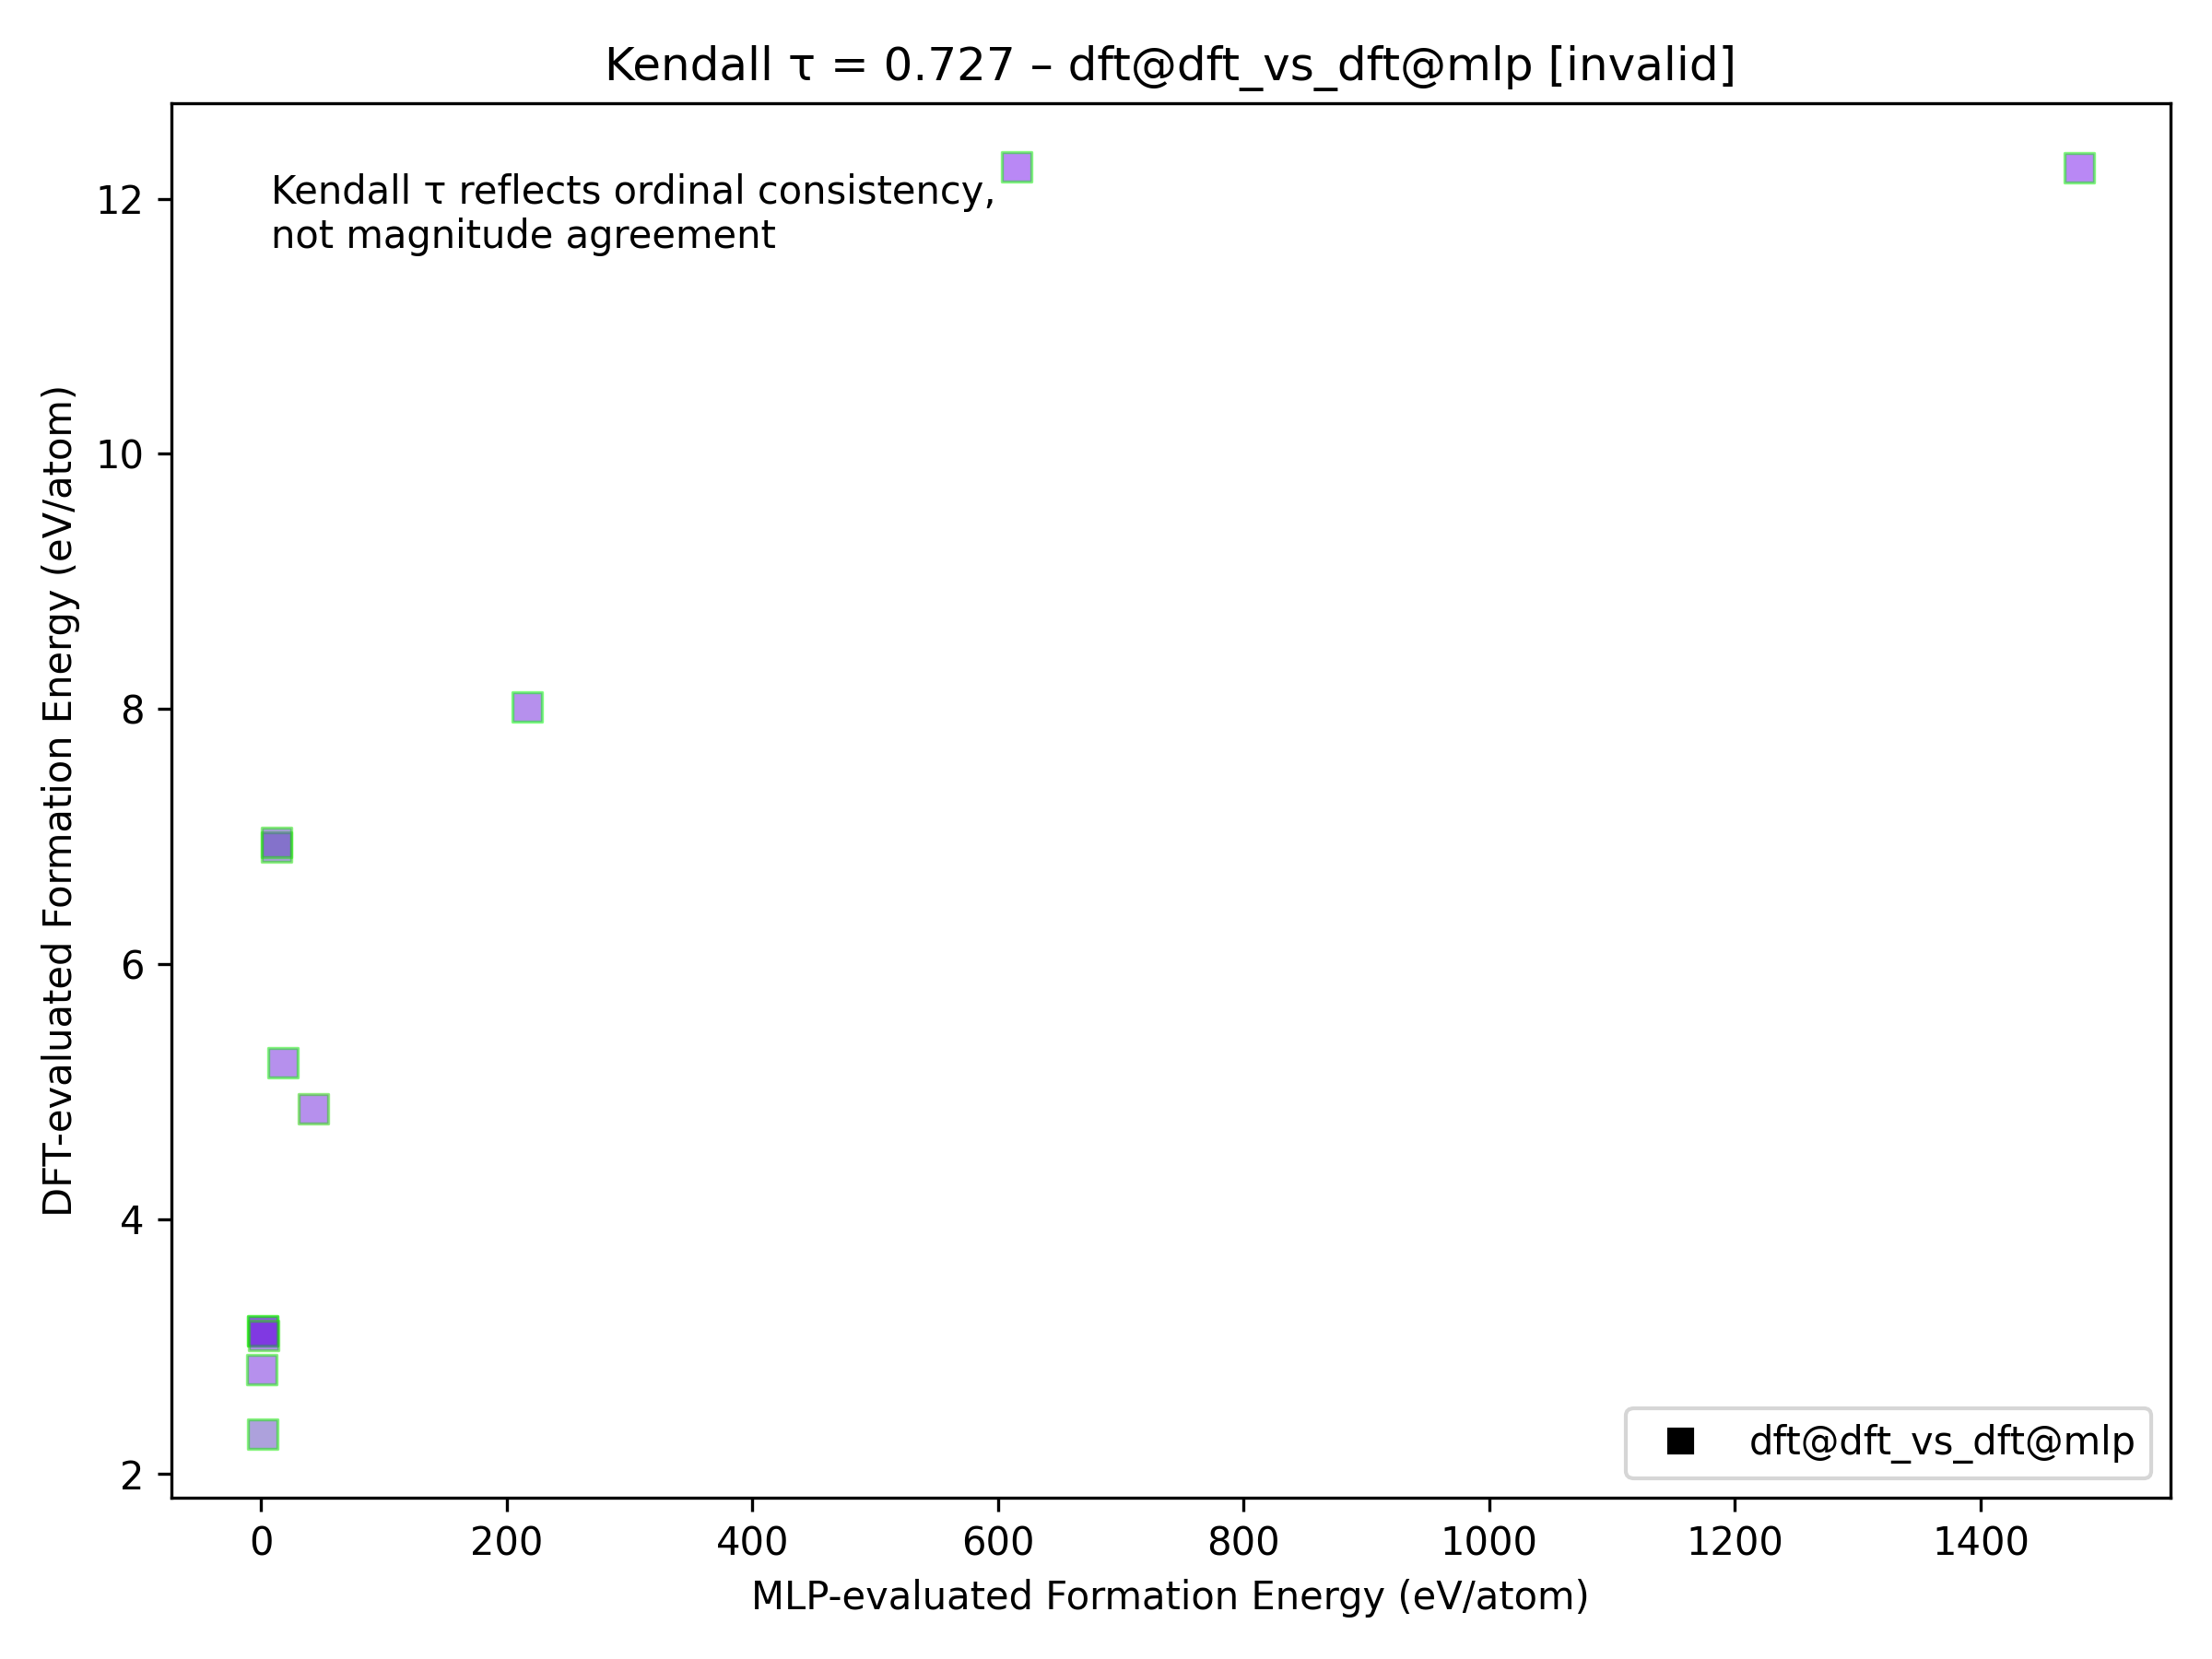 Kendall τ = 0.727 – dft@dft_vs_dft@mlp [invalid]
Kendall τ reflects ordinal consistency,
not magnitude agreement
DFT-evaluated Formation Energy (eV/atom)
12
10
8
6
4
2
dft@dft_vs_dft@mlp
0 200 400 600 800 1000 1200 1400
MLP-evaluated Formation Energy (eV/atom)